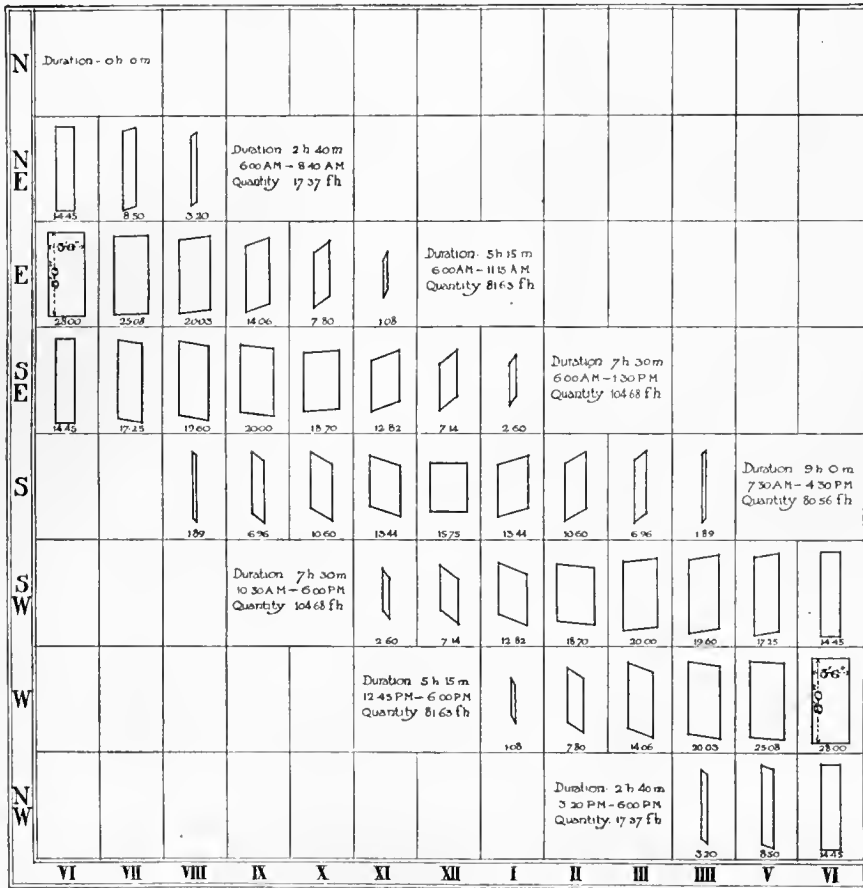 N
Duration - 0 h 0 m
NE
14.45 8.50 3.20
Duration 2 h 40 m
6 00 AM - 8 40 AM
Quantity 17 37 fh
E
3'-6"
8'-0"
28.00 25.08 20.03 14.06 7.80 1.08
Duration 5 h 15 m
6 00 AM - 11 15 AM
Quantity 81 63 fh
SE
14.45 17.25 19.60 20.00 18.70 12.82 7.14 2.60
Duration 7 h 30 m
6 00 AM - 1 30 PM
Quantity 104 68 fh
S
1.89 6.96 10.60 13.44 15.75 13.44 10.60 6.96 1.89
Duration 9 h 0 m
7 30 AM - 4 30 PM
Quantity 80 56 fh
SW
Duration 7 h 30 m
10 30 AM - 6 00 PM
Quantity 104 68 fh
2.60 7.14 12.82 18.70 20.00 19.60 17.25 14.45
W
Duration 5 h 15 m
12 45 PM - 6 00 PM
Quantity 81 63 fh
3'-6"
8'-0"
1.08 7.80 14.06 20.03 25.08 28.00
NW
Duration 2 h 40 m
3 20 PM - 6 00 PM
Quantity 17 37 fh
3.20 8.50 14.45
VI VII VIII IX X XI XII I II III IIII V VI